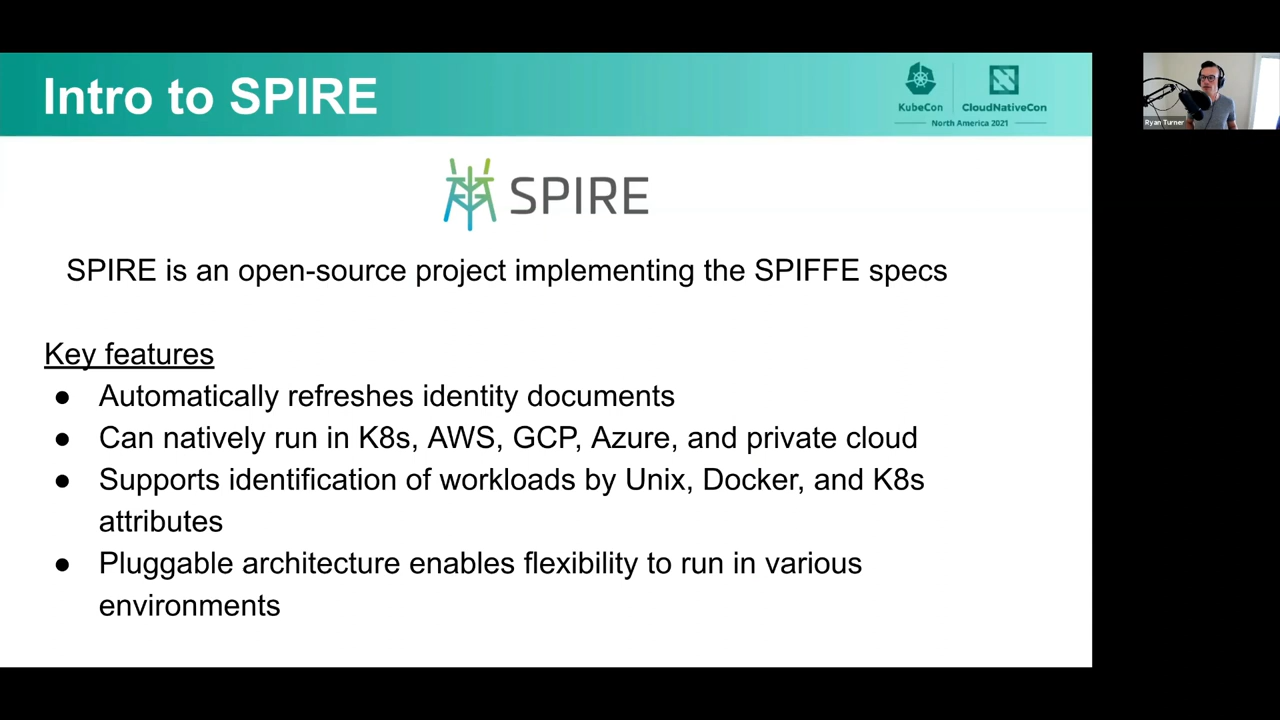 Intro to SPIRE
KubeCon
CloudNativeCon
North America 2021
Ryan Turner
SPIRE
SPIRE is an open-source project implementing the SPIFFE specs
Key features
● Automatically refreshes identity documents
● Can natively run in K8s, AWS, GCP, Azure, and private cloud
● Supports identification of workloads by Unix, Docker, and K8s
attributes
● Pluggable architecture enables flexibility to run in various
environments